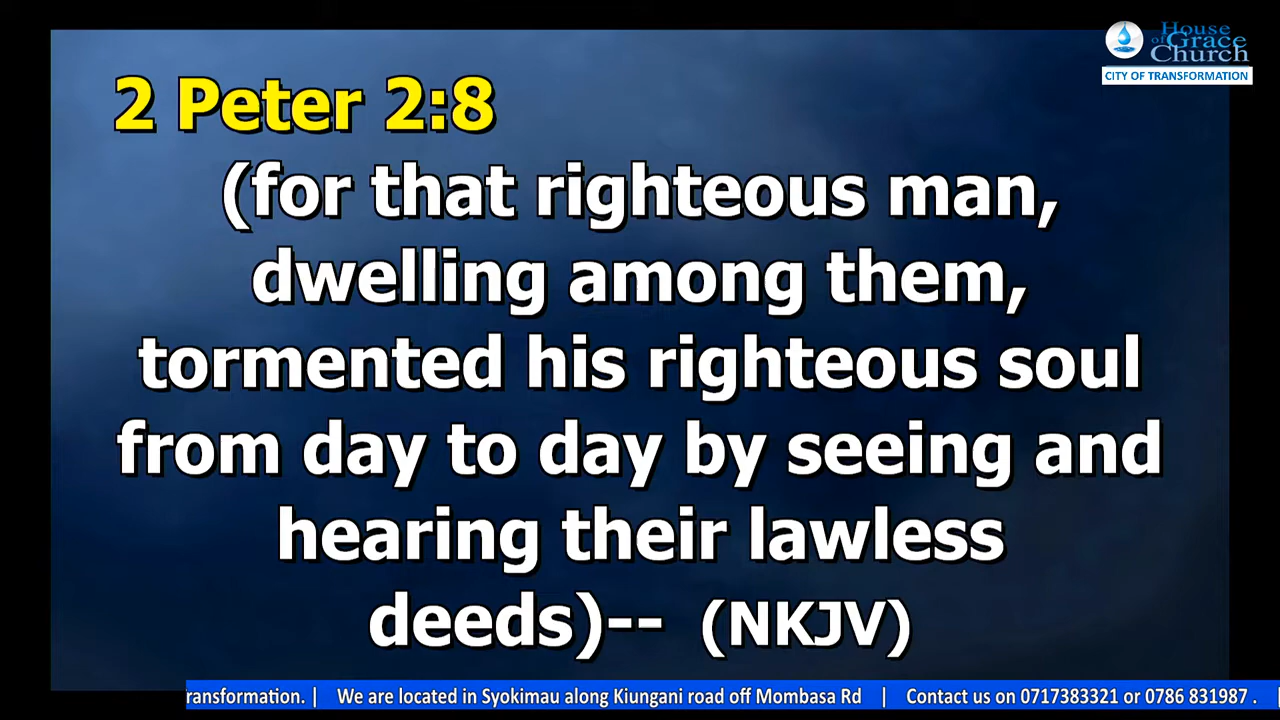 House
of Grace
Church
CITY OF TRANSFORMATION
2 Peter 2:8
(for that righteous man,
dwelling among them,
tormented his righteous soul
from day to day by seeing and
hearing their lawless
deeds)-- (NKJV)
ransformation. | We are located in Syokimau along Kiungani road off Mombasa Rd | Contact us on 0717383321 or 0786 831987 .